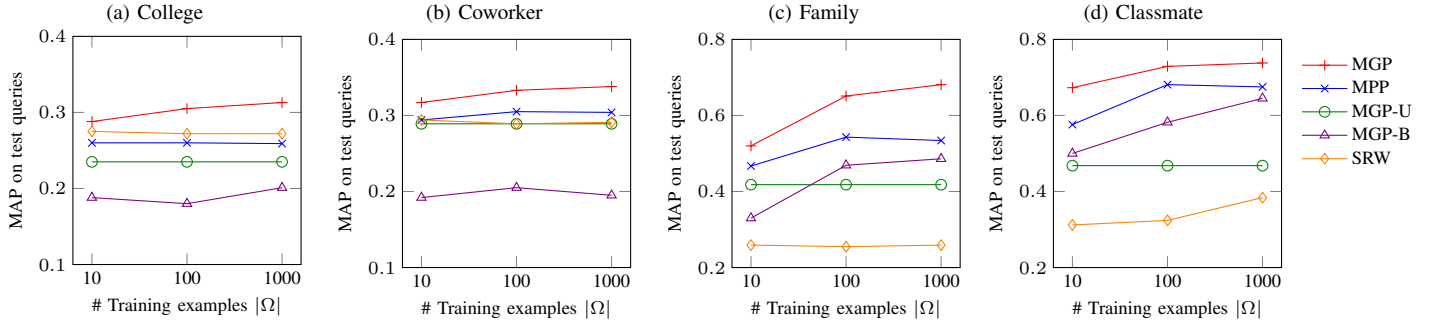 (a) College
MAP on test queries
0.4
0.3
0.2
0.1
10 100 1000
# Training examples |Ω|
(b) Coworker
MAP on test queries
0.4
0.3
0.2
0.1
10 100 1000
# Training examples |Ω|
(c) Family
MAP on test queries
0.8
0.6
0.4
0.2
10 100 1000
# Training examples |Ω|
(d) Classmate
MAP on test queries
0.8
0.6
0.4
0.2
10 100 1000
# Training examples |Ω|
MGP
MPP
MGP-U
MGP-B
SRW